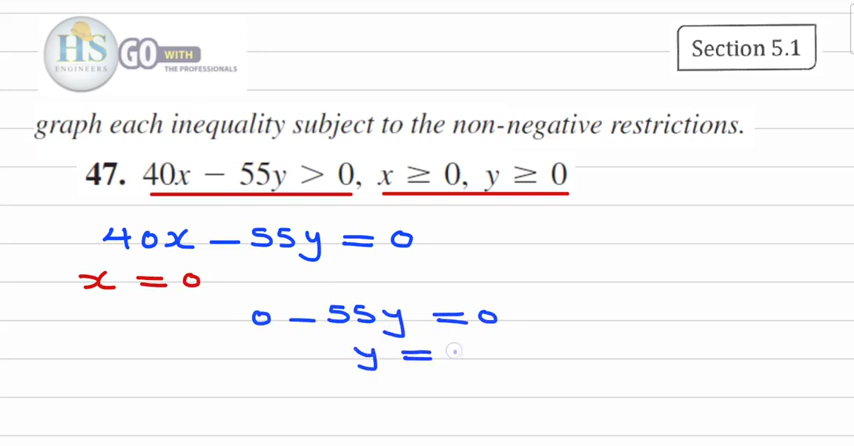 HS
ENGINEERS
GO WITH
THE PROFESSIONALS
Section 5.1
graph each inequality subject to the non-negative restrictions.
47. 40x − 55y > 0, x ≥ 0, y ≥ 0
40x − 55y = 0
x = 0
0 − 55y = 0
y =